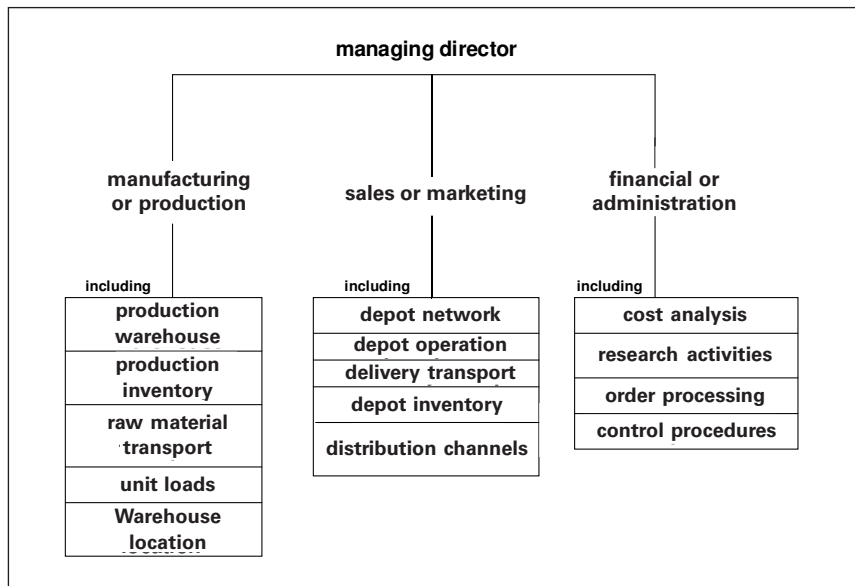 managing director
manufacturing
or production
sales or marketing
financial or
administration
including
production
warehouse
production
inventory
raw material
transport
unit loads
Warehouse
location
including
depot network
depot operation
delivery transport
depot inventory
distribution channels
including
cost analysis
research activities
order processing
control procedures